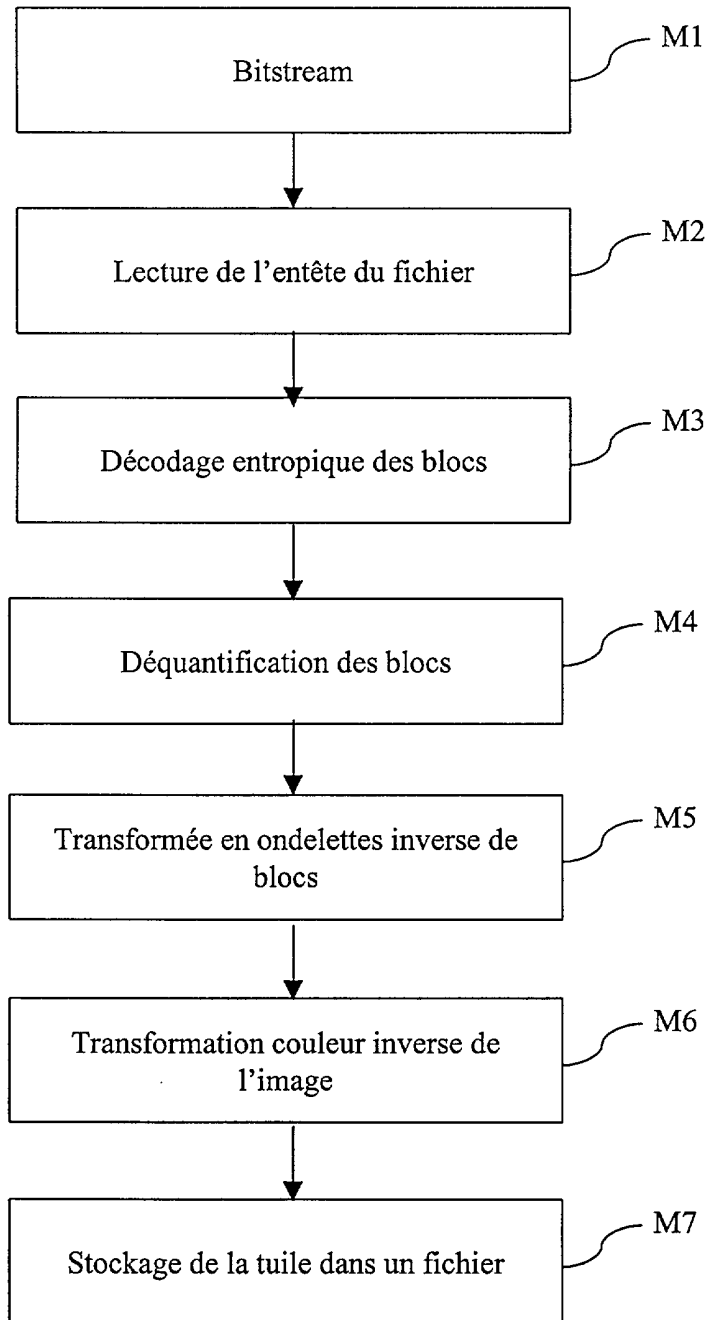 Bitstream
M1
Lecture de l'entête du fichier
M2
Décodage entropique des blocs
M3
Déquantification des blocs
M4
Transformée en ondelettes inverse de
blocs
M5
Transformation couleur inverse de
l'image
M6
Stockage de la tuile dans un fichier
M7